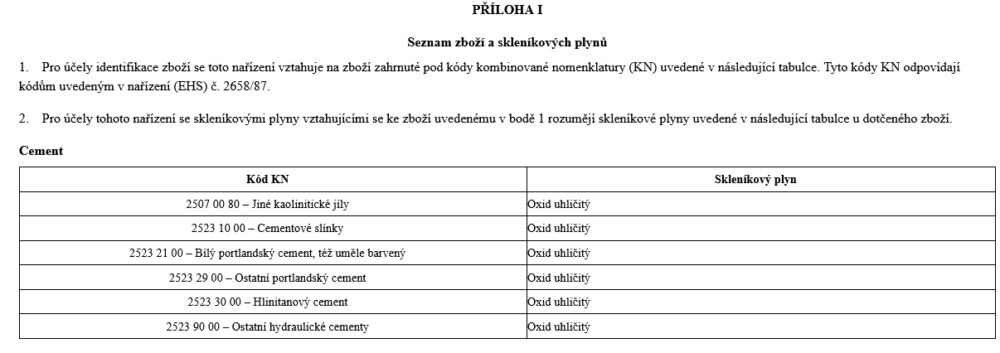 PŘÍLOHA I
Seznam zboží a skleníkových plynů
1. Pro účely identifikace zboží se toto nařízení vztahuje na zboží zahrnuté pod kódy kombinované nomenklatury (KN) uvedené v následující tabulce. Tyto kódy KN odpovídají
kódům uvedeným v nařízení (EHS) č. 2658/87.
2. Pro účely tohoto nařízení se skleníkovými plyny vztahujícími se ke zboží uvedenému v bodě 1 rozumějí skleníkové plyny uvedené v následující tabulce u dotčeného zboží.
Cement
Kód KN Skleníkový plyn
2507 00 80 – Jiné kaolinitické jíly Oxid uhličitý
2523 10 00 – Cementové slínky Oxid uhličitý
2523 21 00 – Bílý portlandský cement, též uměle barvený Oxid uhličitý
2523 29 00 – Ostatní portlandský cement Oxid uhličitý
2523 30 00 – Hlinitanový cement Oxid uhličitý
2523 90 00 – Ostatní hydraulické cementy Oxid uhličitý